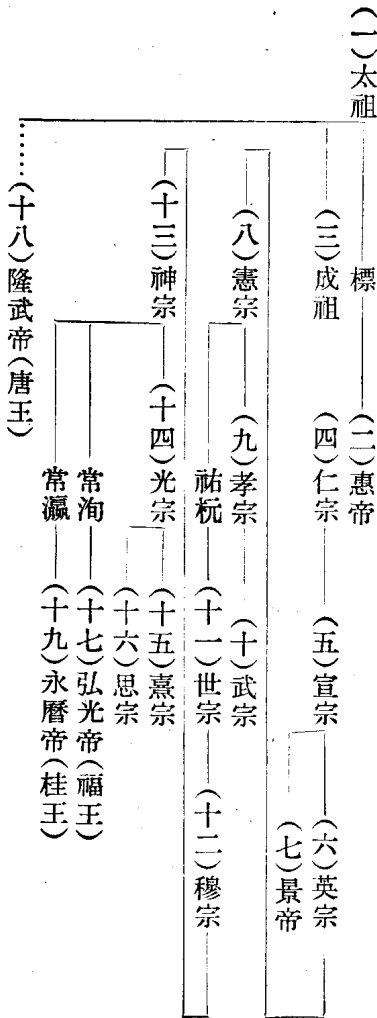 (一)太祖
標
(二)惠帝
(三)成祖
(四)仁宗
(五)宣宗
(六)英宗
(七)景帝
(八)憲宗
(九)孝宗
(十)武宗
祐杬
(十一)世宗
(十二)穆宗
(十三)神宗
(十四)光宗
(十五)熹宗
(十六)思宗
常洵
(十七)弘光帝(福王)
常瀛
(十九)永曆帝(桂王)
(十八)隆武帝(唐王)